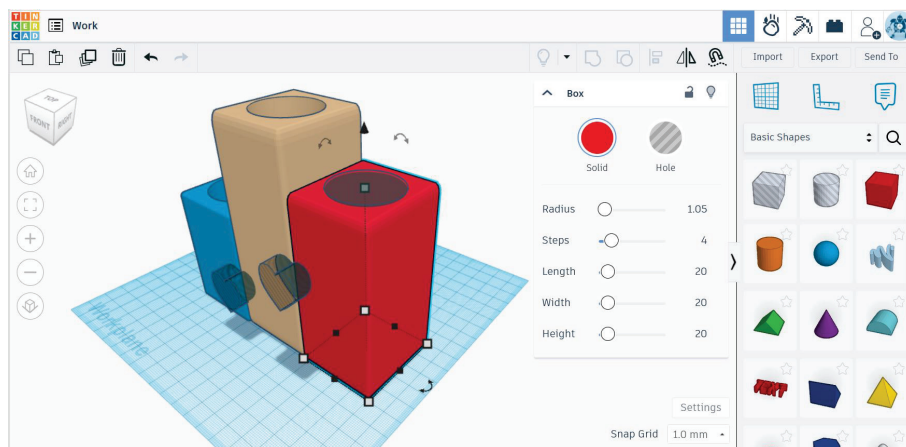 TIN
KER
CAD
Work
Import
Export
Send To
TOP
FRONT
RIGHT
Box
Solid
Hole
Radius 1.05
Steps 4
Length 20
Width 20
Height 20
Basic Shapes
Workplane
TEXT
Settings
Snap Grid 1.0 mm